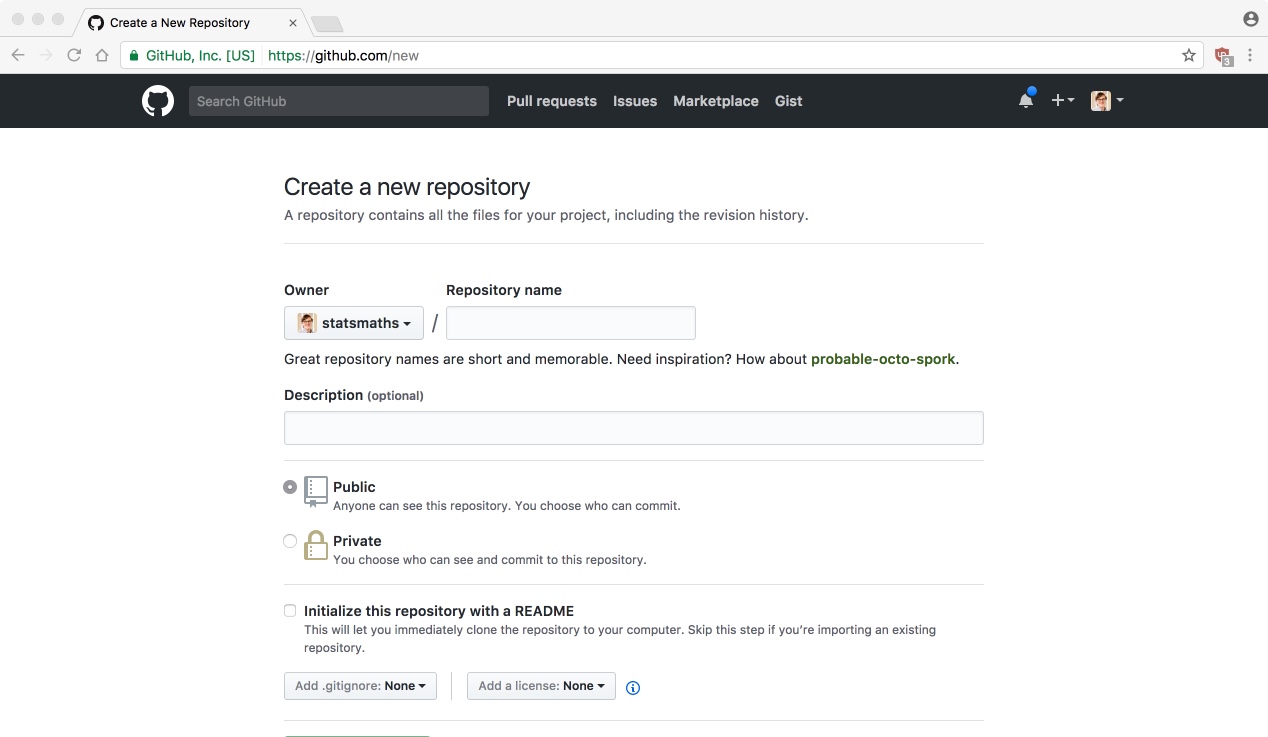 Create a New Repository
GitHub, Inc. [US] https://github.com/new
3
Search GitHub Pull requests Issues Marketplace Gist
Create a new repository
A repository contains all the files for your project, including the revision history.
Owner Repository name
statsmaths /
Great repository names are short and memorable. Need inspiration? How about probable-octo-spork.
Description (optional)
Public
Anyone can see this repository. You choose who can commit.
Private
You choose who can see and commit to this repository.
Initialize this repository with a README
This will let you immediately clone the repository to your computer. Skip this step if you're importing an existing
repository.
Add .gitignore: None Add a license: None